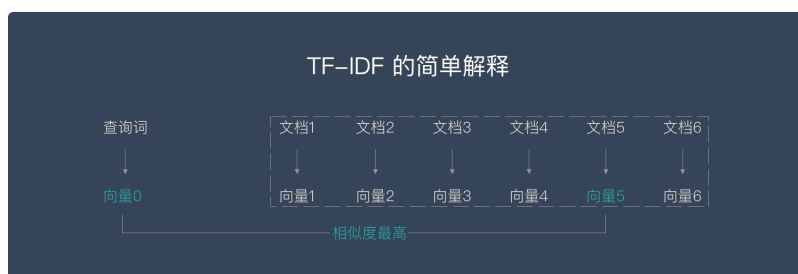 TF-IDF 的简单解释
查询词 文档1 文档2 文档3 文档4 文档5 文档6
向量0 向量1 向量2 向量3 向量4 向量5 向量6
相似度最高